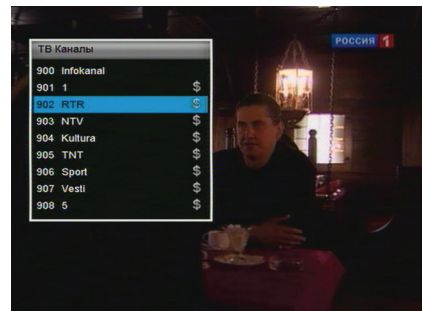 ТВ Каналы
РОССИЯ 1
900 Infokanal
901 1 $
902 RTR $
903 NTV $
904 Kultura $
905 TNT $
906 Sport $
907 Vesti $
908 5 $